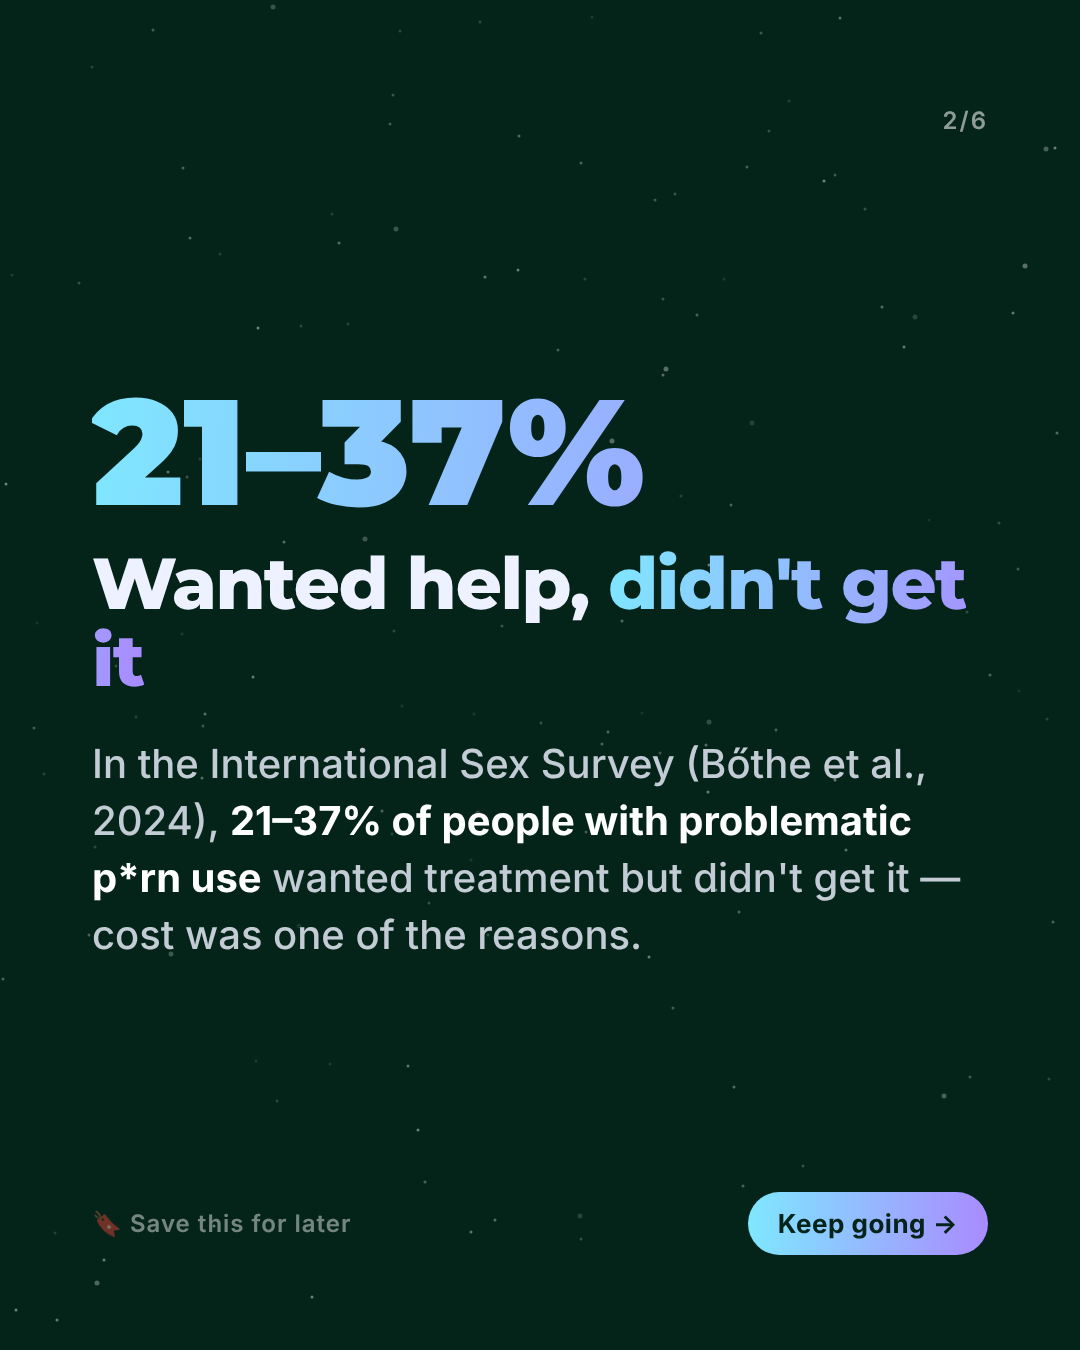 2/6
21–37%
Wanted help, didn't get
it
In the International Sex Survey (Bőthe et al.,
2024), 21–37% of people with problematic
p*rn use wanted treatment but didn't get it —
cost was one of the reasons.
🔖 Save this for later
Keep going →